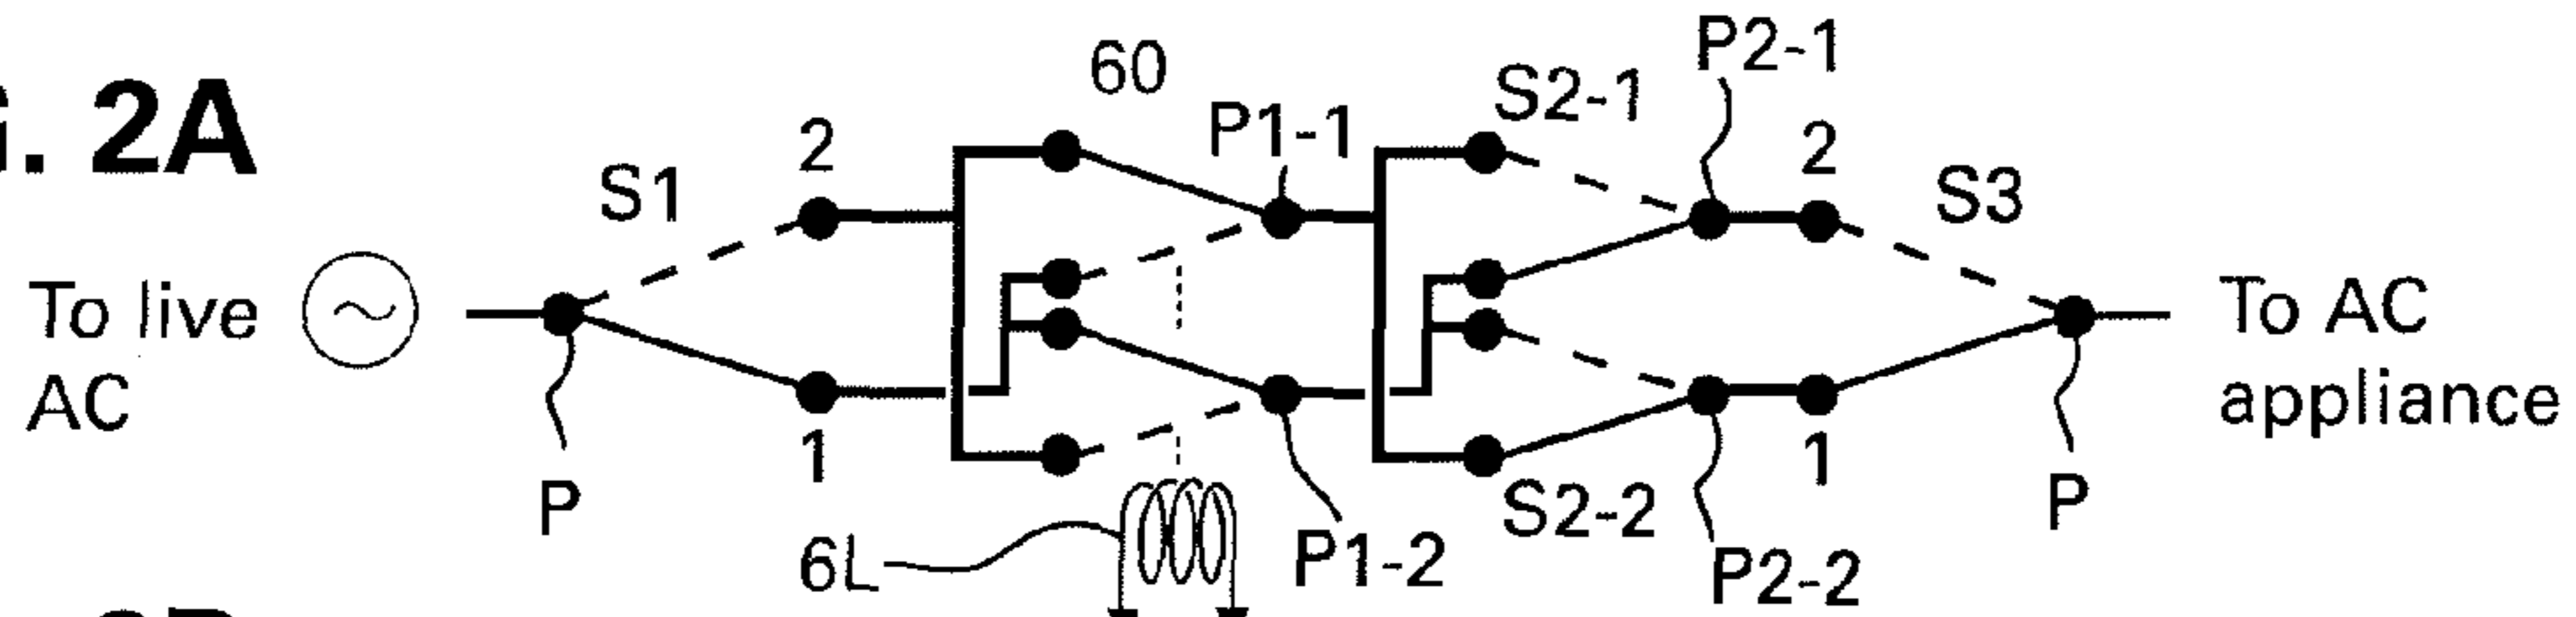 . 2A
To live
AC
P
S1
2
1
60
6L
P1-1
P1-2
S2-1
S2-2
P2-1
P2-2
2
1
S3
P
To AC
appliance